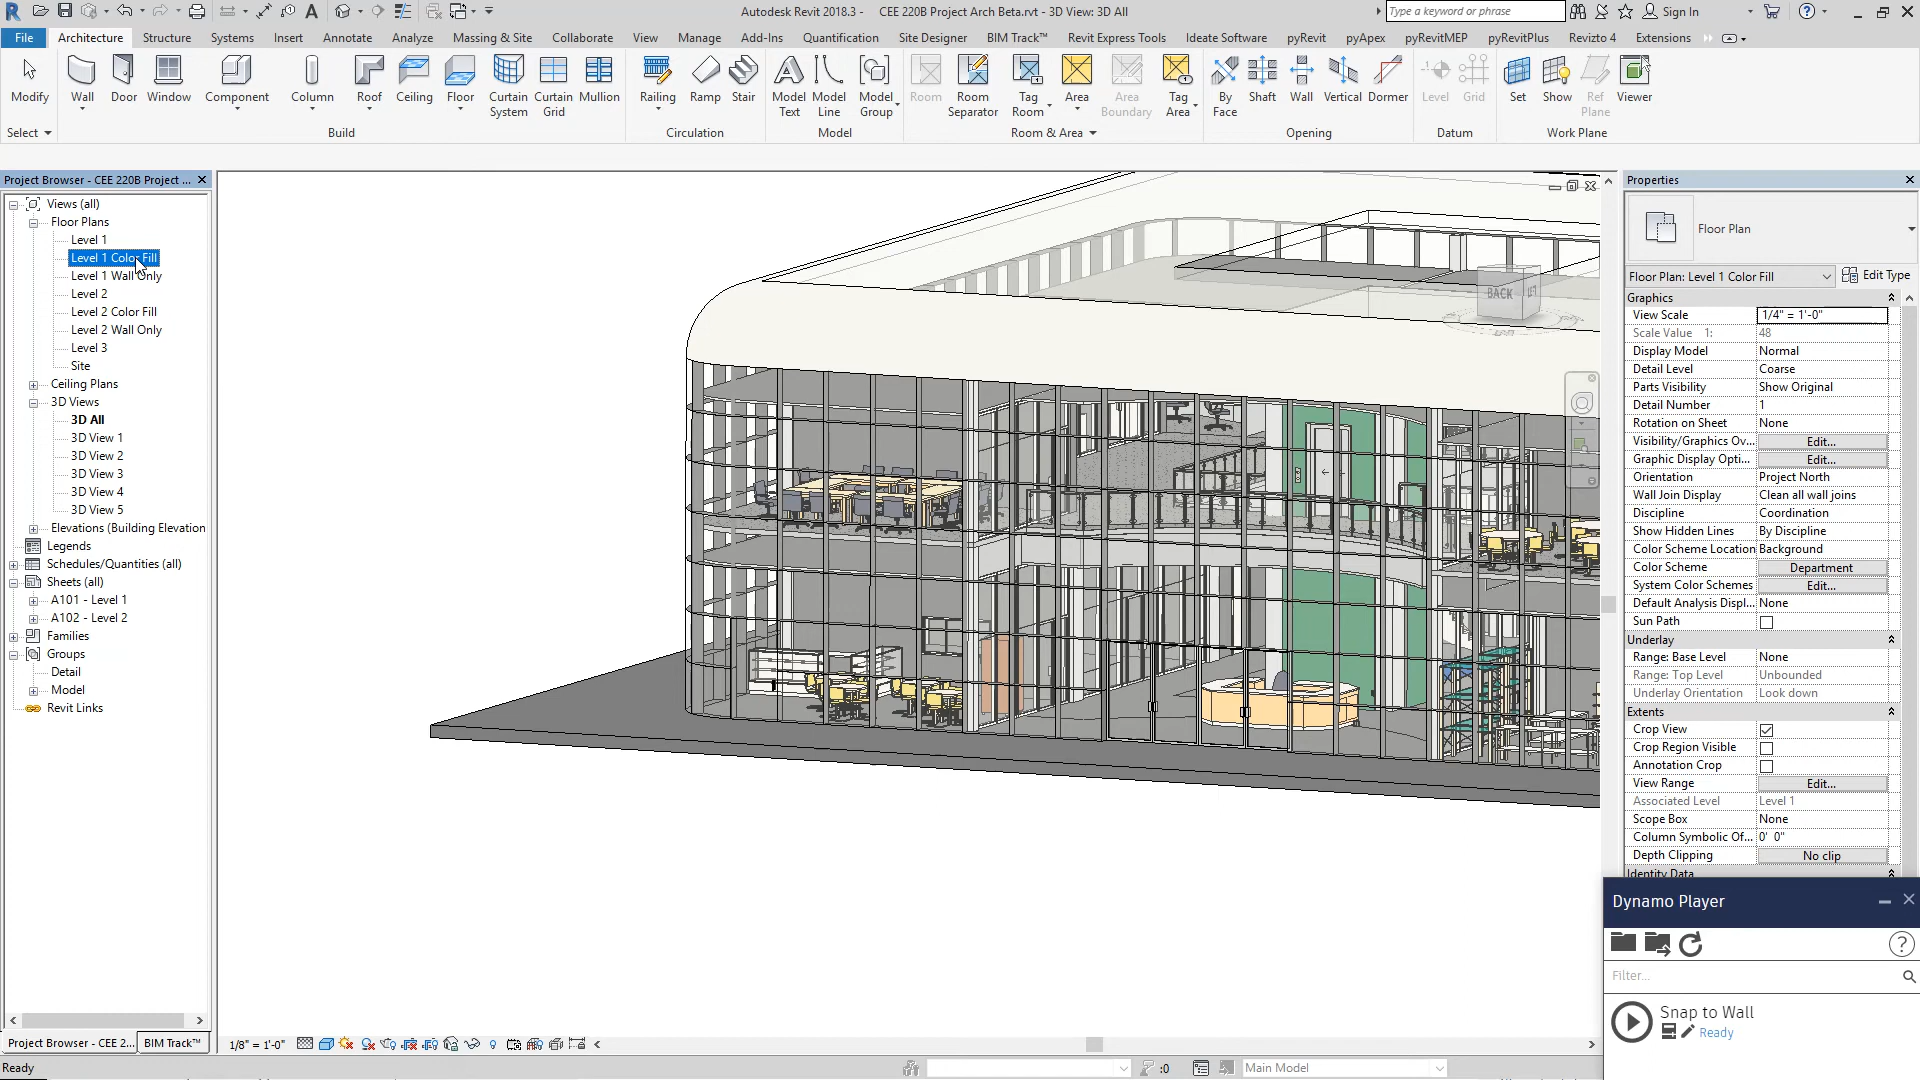 Autodesk Revit 2018.3 - CEE 220B Project Arch Beta.rvt - 3D View: 3D All
Type a keyword or phrase
Sign In
File Architecture Structure Systems Insert Annotate Analyze Massing & Site Collaborate View Manage Add-Ins Quantification Site Designer BIM Track™ Revit Express Tools Ideate Software pyRevit pyApex pyRevitMEP pyRevitPlus Revizto 4 Extensions
Modify Wall Door Window Component Column Roof Ceiling Floor Curtain System Curtain Grid Mullion Railing Ramp Stair Model Text Model Line Model Group Room Room Separator Tag Room Area Area Boundary Tag Area By Face Shaft Wall Vertical Dormer Level Grid Set Show Ref Plane Viewer
Select Build Circulation Model Room & Area Opening Datum Work Plane
Project Browser - CEE 220B Project ...
Views (all)
Floor Plans
Level 1
Level 1 Color Fill
Level 1 Wall Only
Level 2
Level 2 Color Fill
Level 2 Wall Only
Level 3
Site
Ceiling Plans
3D Views
3D All
3D View 1
3D View 2
3D View 3
3D View 4
3D View 5
Elevations (Building Elevation
Legends
Schedules/Quantities (all)
Sheets (all)
A101 - Level 1
A102 - Level 2
Families
Groups
Detail
Model
Revit Links
Project Browser - CEE 2... BIM Track™
Ready
BACK
1/8" = 1'-0"
:0
Main Model
Properties
Floor Plan
Floor Plan: Level 1 Color Fill Edit Type
Graphics
View Scale 1/4" = 1'-0"
Scale Value 1: 48
Display Model Normal
Detail Level Coarse
Parts Visibility Show Original
Detail Number 1
Rotation on Sheet None
Visibility/Graphics Ov... Edit...
Graphic Display Opti... Edit...
Orientation Project North
Wall Join Display Clean all wall joins
Discipline Coordination
Show Hidden Lines By Discipline
Color Scheme Location Background
Color Scheme Department
System Color Schemes Edit...
Default Analysis Displ... None
Sun Path
Underlay
Range: Base Level None
Range: Top Level Unbounded
Underlay Orientation Look down
Extents
Crop View
Crop Region Visible
Annotation Crop
View Range Edit...
Associated Level Level 1
Scope Box None
Column Symbolic Of... 0' 0"
Depth Clipping No clip
Identity Data
Dynamo Player
Filter...
Snap to Wall
Ready